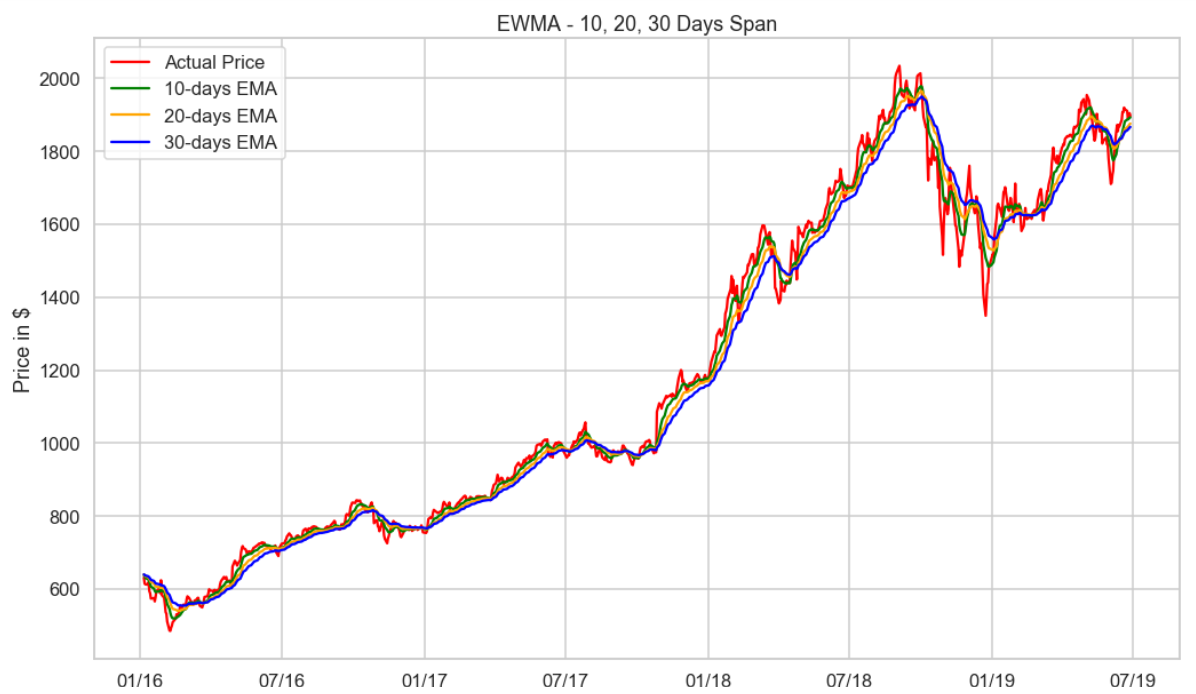 EWMA - 10, 20, 30 Days Span
Actual Price
10-days EMA
20-days EMA
30-days EMA
Price in $
2000
1800
1600
1400
1200
1000
800
600
01/16 07/16 01/17 07/17 01/18 07/18 01/19 07/19